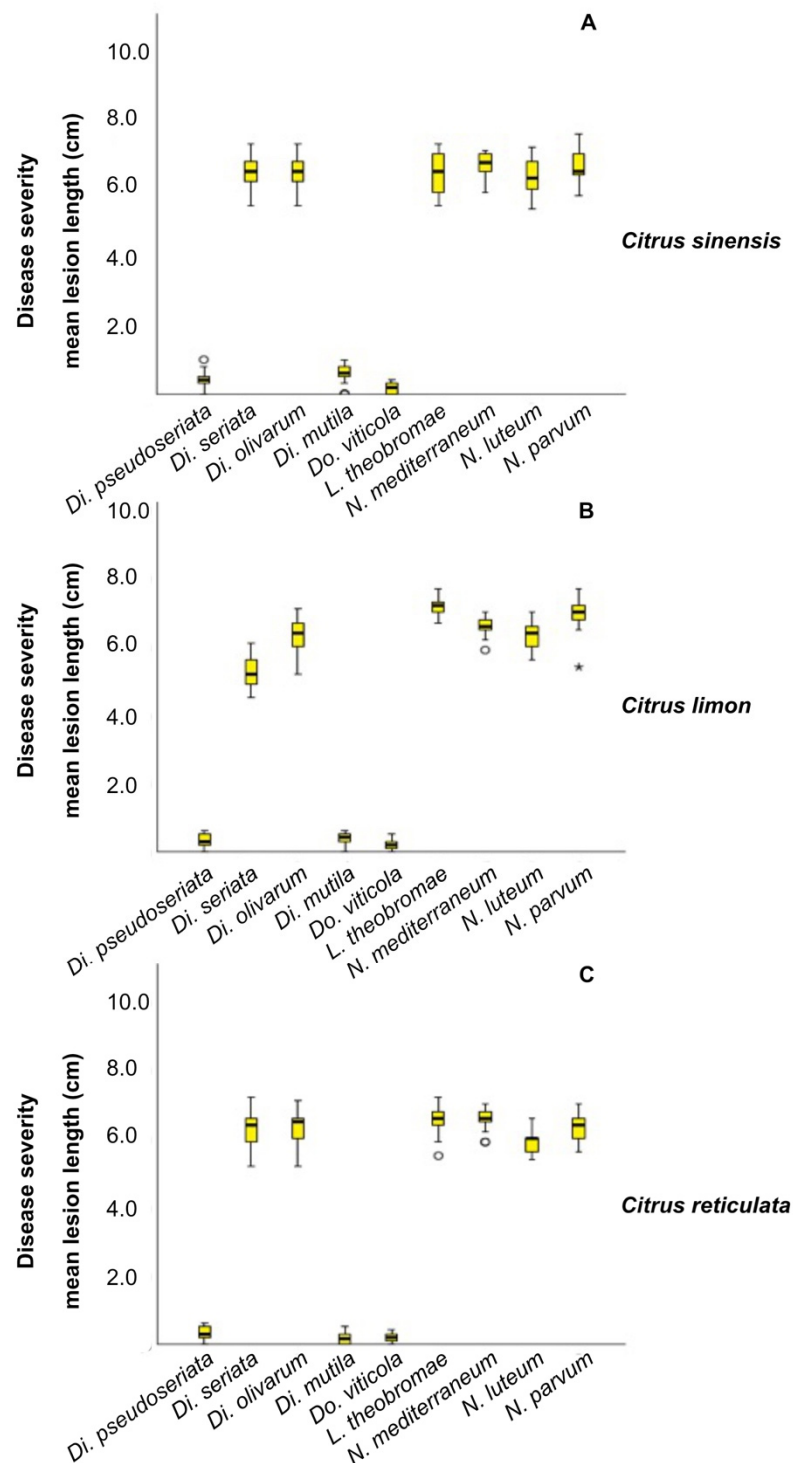 A
Disease severity
mean lesion length (cm)
10.0
8.0
6.0
4.0
2.0
Citrus sinensis
Di. pseudoseriata
Di. seriata
Di. olivarum
Di. mutila
Do. viticola
L. theobromae
N. mediterraneum
N. luteum
N. parvum
B
Disease severity
mean lesion length (cm)
10.0
8.0
6.0
4.0
2.0
Citrus limon
Di. pseudoseriata
Di. seriata
Di. olivarum
Di. mutila
Do. viticola
L. theobromae
N. mediterraneum
N. luteum
N. parvum
C
Disease severity
mean lesion length (cm)
10.0
8.0
6.0
4.0
2.0
Citrus reticulata
Di. pseudoseriata
Di. seriata
Di. olivarum
Di. mutila
Do. viticola
L. theobromae
N. mediterraneum
N. luteum
N. parvum